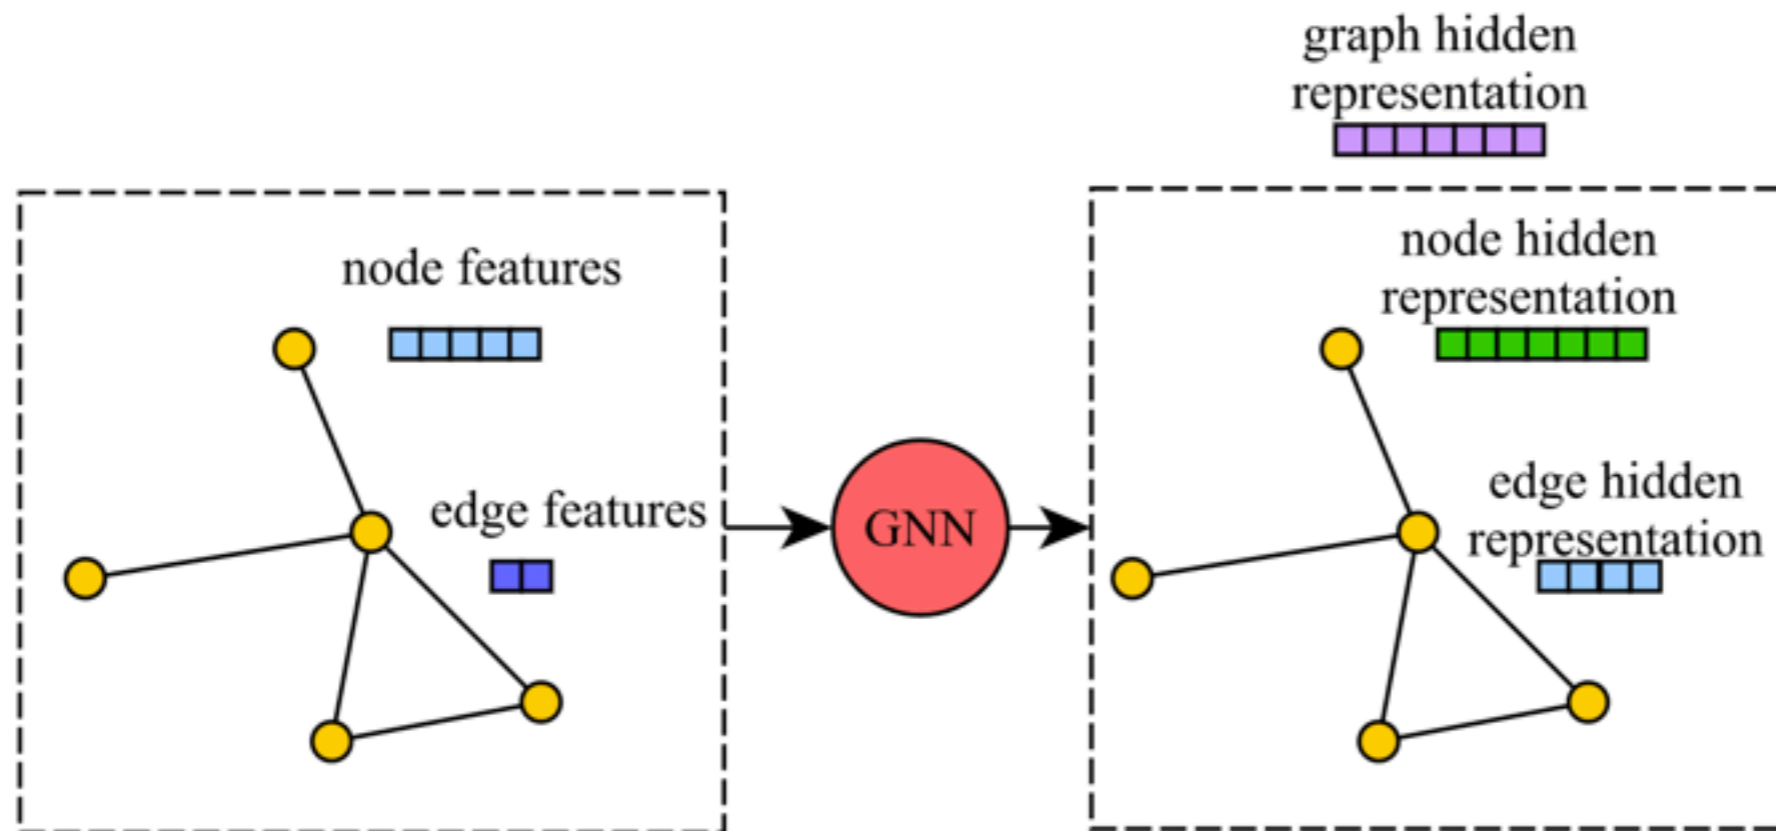 graph hidden
representation
node features
edge features
GNN
node hidden
representation
edge hidden
representation